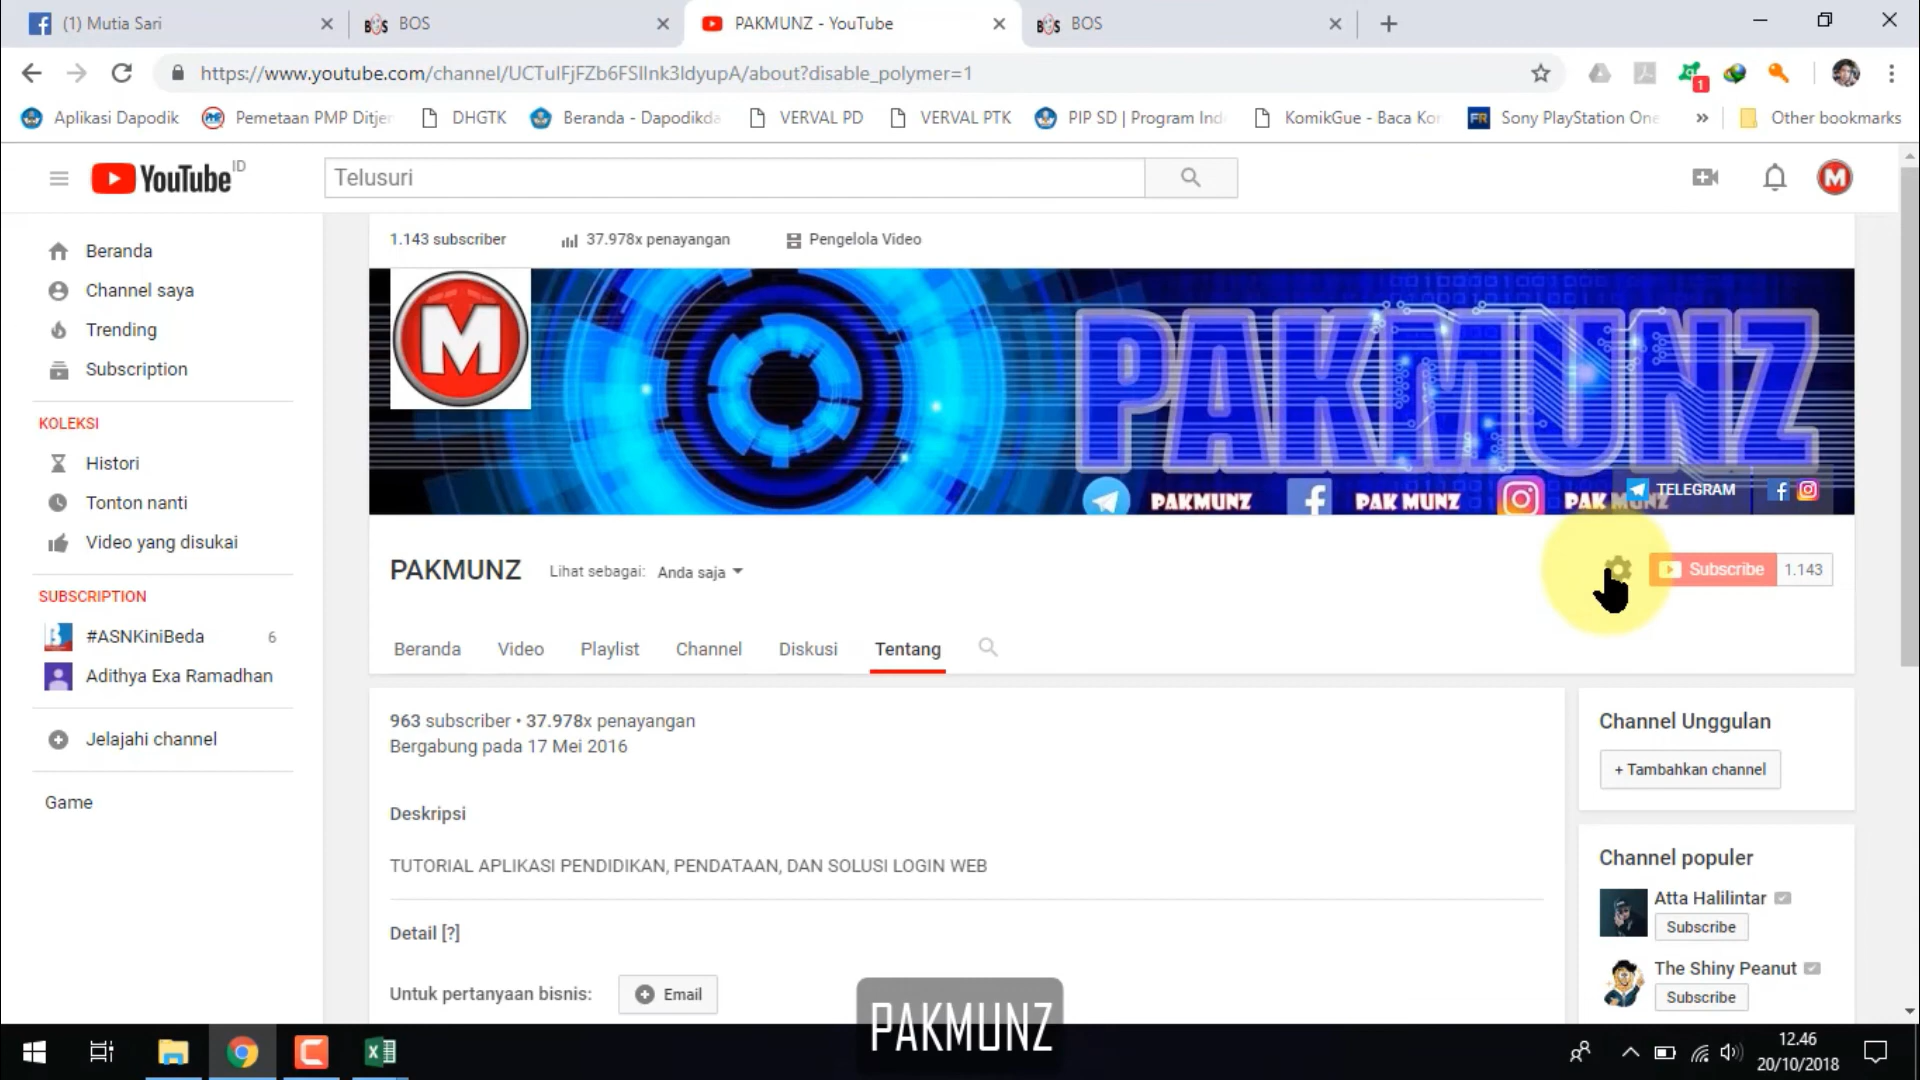 (1) Mutia Sari
BOS
PAKMUNZ - YouTube
BOS
https://www.youtube.com/channel/UCTulFjFZb6FSIlnk3ldyupA/about?disable_polymer=1
1
Aplikasi Dapodik
Pemetaan PMP Ditjen
DHGTK
Beranda - Dapodikda
VERVAL PD
VERVAL PTK
PIP SD | Program Ind
KomikGue - Baca Ko
Sony PlayStation One
»
Other bookmarks
YouTube ID
Telusuri
M
Beranda
Channel saya
Trending
Subscription
KOLEKSI
Histori
Tonton nanti
Video yang disukai
SUBSCRIPTION
#ASNKiniBeda 6
Adithya Exa Ramadhan
Jelajahi channel
Game
1.143 subscriber
37.978x penayangan
Pengelola Video
M
PAKMUNZ
PAKMUNZ
PAK MUNZ
PAK MUNZ
TELEGRAM
PAKMUNZ
Lihat sebagai: Anda saja
Subscribe 1.143
Beranda
Video
Playlist
Channel
Diskusi
Tentang
963 subscriber • 37.978x penayangan
Bergabung pada 17 Mei 2016
Deskripsi
TUTORIAL APLIKASI PENDIDIKAN, PENDATAAN, DAN SOLUSI LOGIN WEB
Detail [?]
Untuk pertanyaan bisnis: Email
Channel Unggulan
+ Tambahkan channel
Channel populer
Atta Halilintar
Subscribe
The Shiny Peanut
Subscribe
PAKMUNZ
12.46
20/10/2018